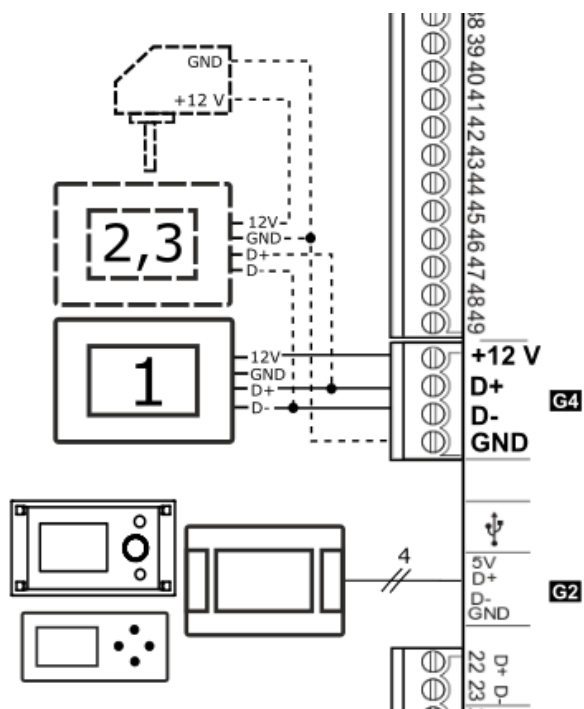 GND
+12 V
2,3
12V
GND
D+
D-
1
12V
GND
D+
D-
38
39
40
41
42
43
44
45
46
47
48
49
+12 V
D+
D-
GND
G4
4
5V
D+
D-
GND
G2
22 D+
23 D-